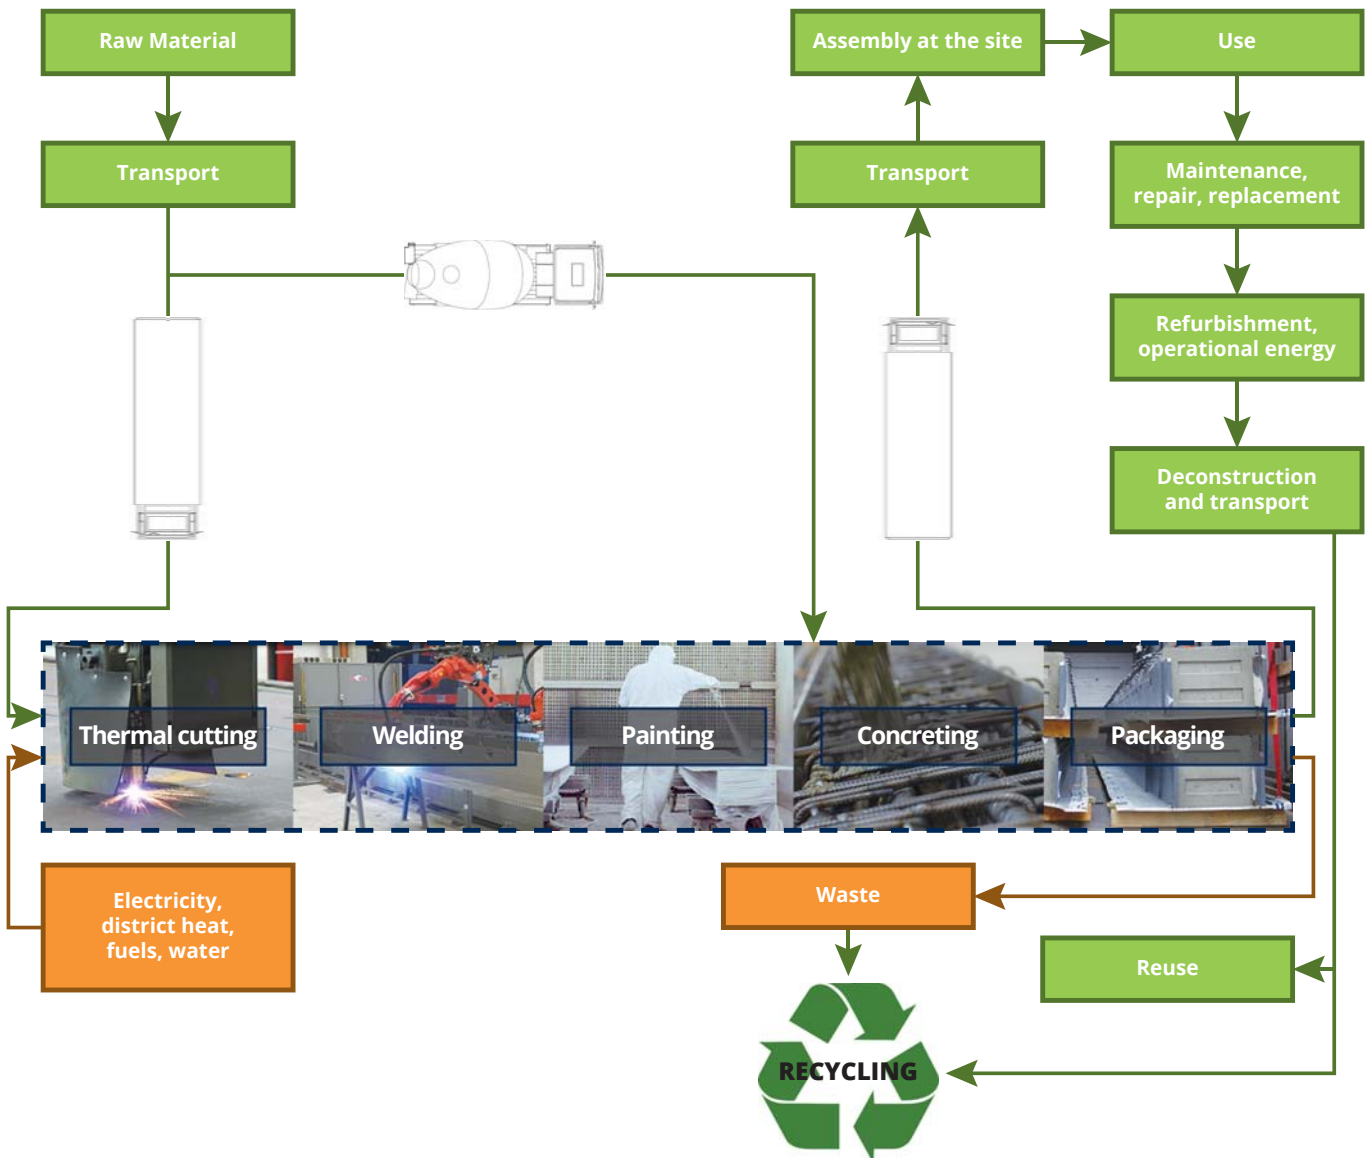 Raw Material
Assembly at the site
Use
Transport
Transport
Maintenance,
repair, replacement
Refurbishment,
operational energy
Deconstruction
and transport
Thermal cutting
Welding
Painting
Concreting
Packaging
Electricity,
district heat,
fuels, water
Waste
Reuse
RECYCLING